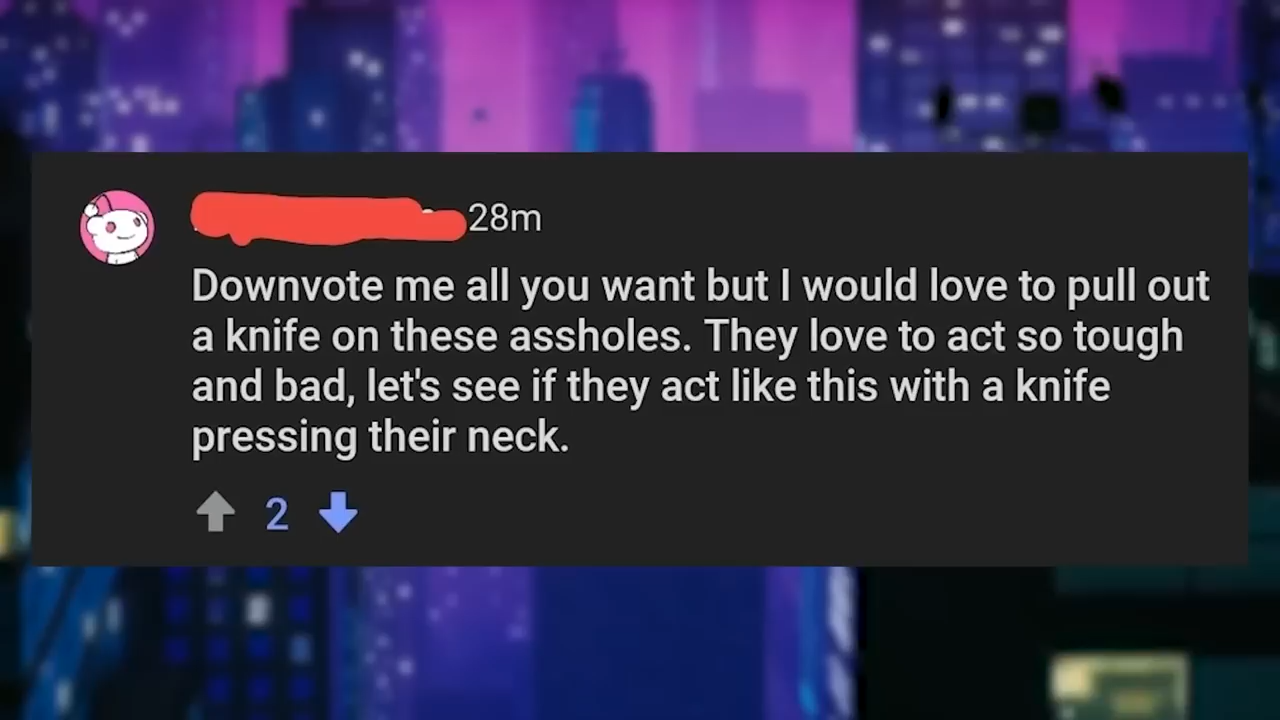 28m
Downvote me all you want but I would love to pull out
a knife on these assholes. They love to act so tough
and bad, let's see if they act like this with a knife
pressing their neck.
2